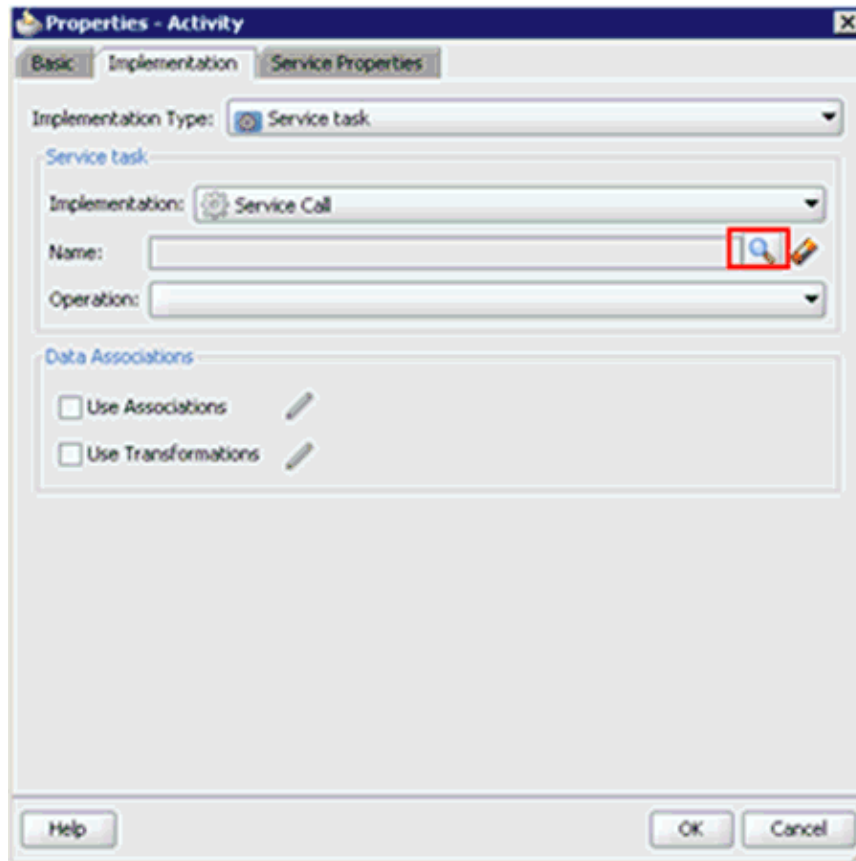 Properties - Activity
Basic Implementation Service Properties
Implementation Type: Service task
Service task
Implementation: Service Call
Name:
Operation:
Data Associations
Use Associations
Use Transformations
Help OK Cancel